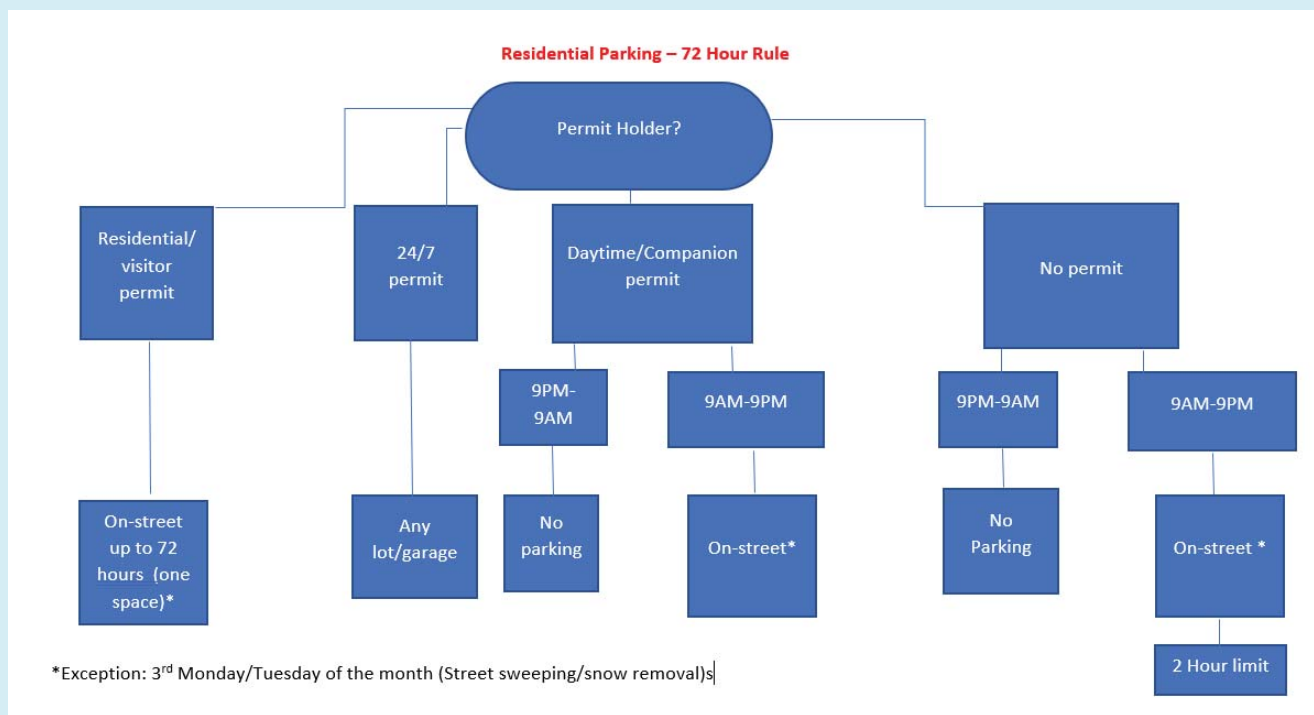 Residential Parking – 72 Hour Rule
Permit Holder?
Residential/
visitor
permit
24/7
permit
Daytime/Companion
permit
No permit
9PM-
9AM
9AM-9PM
9PM-9AM
9AM-9PM
On-street
up to 72
hours (one
space)*
Any
lot/garage
No
parking
On-street*
No
Parking
On-street *
2 Hour limit
*Exception: 3rd Monday/Tuesday of the month (Street sweeping/snow removal)s